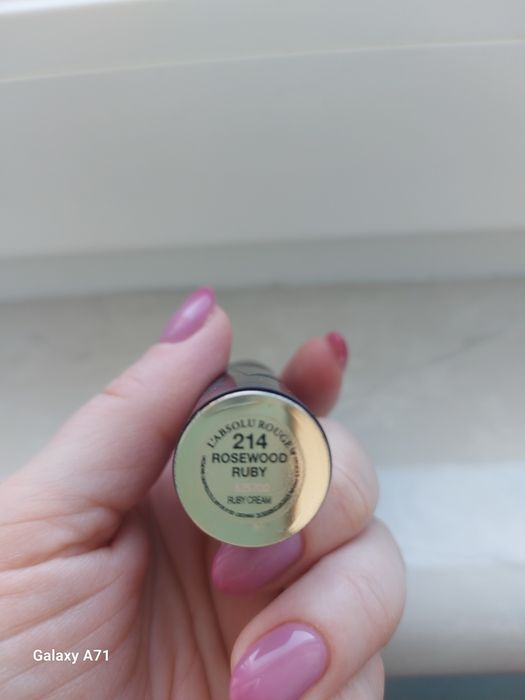 L'ABSOLU ROUGE
214
ROSEWOOD
RUBY
RUBY CREAM
Galaxy A71